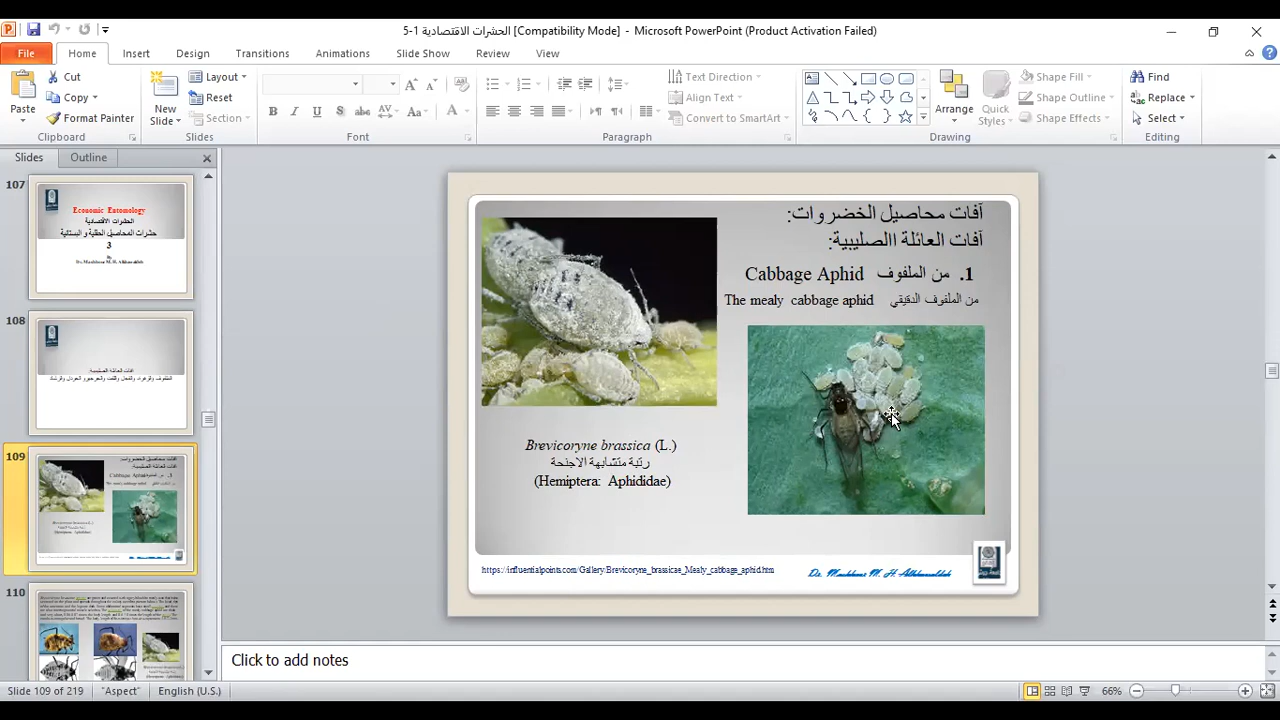 الحشرات الاقتصادية 1-5 [Compatibility Mode] - Microsoft PowerPoint (Product Activation Failed)
File Home Insert Design Transitions Animations Slide Show Review View
Cut
Copy
Format Painter
Paste
Clipboard
New Slide
Layout
Reset
Section
Slides
Font
Text Direction
Align Text
Convert to SmartArt
Paragraph
Arrange
Quick Styles
Shape Fill
Shape Outline
Shape Effects
Drawing
Find
Replace
Select
Editing
Slides Outline
107
Economic Entomology
الحشرات الاقتصادية
حشرات المحاصيل الحقلية و البستانية
3
by
108
آفات العائلة الصليبية:
109
110
آفات محاصيل الخضروات:
آفات العائلة االصليبية:
1. من الملفوف Cabbage Aphid
من الملفوف الدقيقي The mealy cabbage aphid
Brevicoryne brassica (L.)
رتبة متشابهة الاجنحة
(Hemiptera: Aphididae)
https://influentialpoints.com/Gallery/Brevicoryne_brassicae_Mealy_cabbage_aphid.htm
Click to add notes
Slide 109 of 219 "Aspect" English (U.S.) 66%